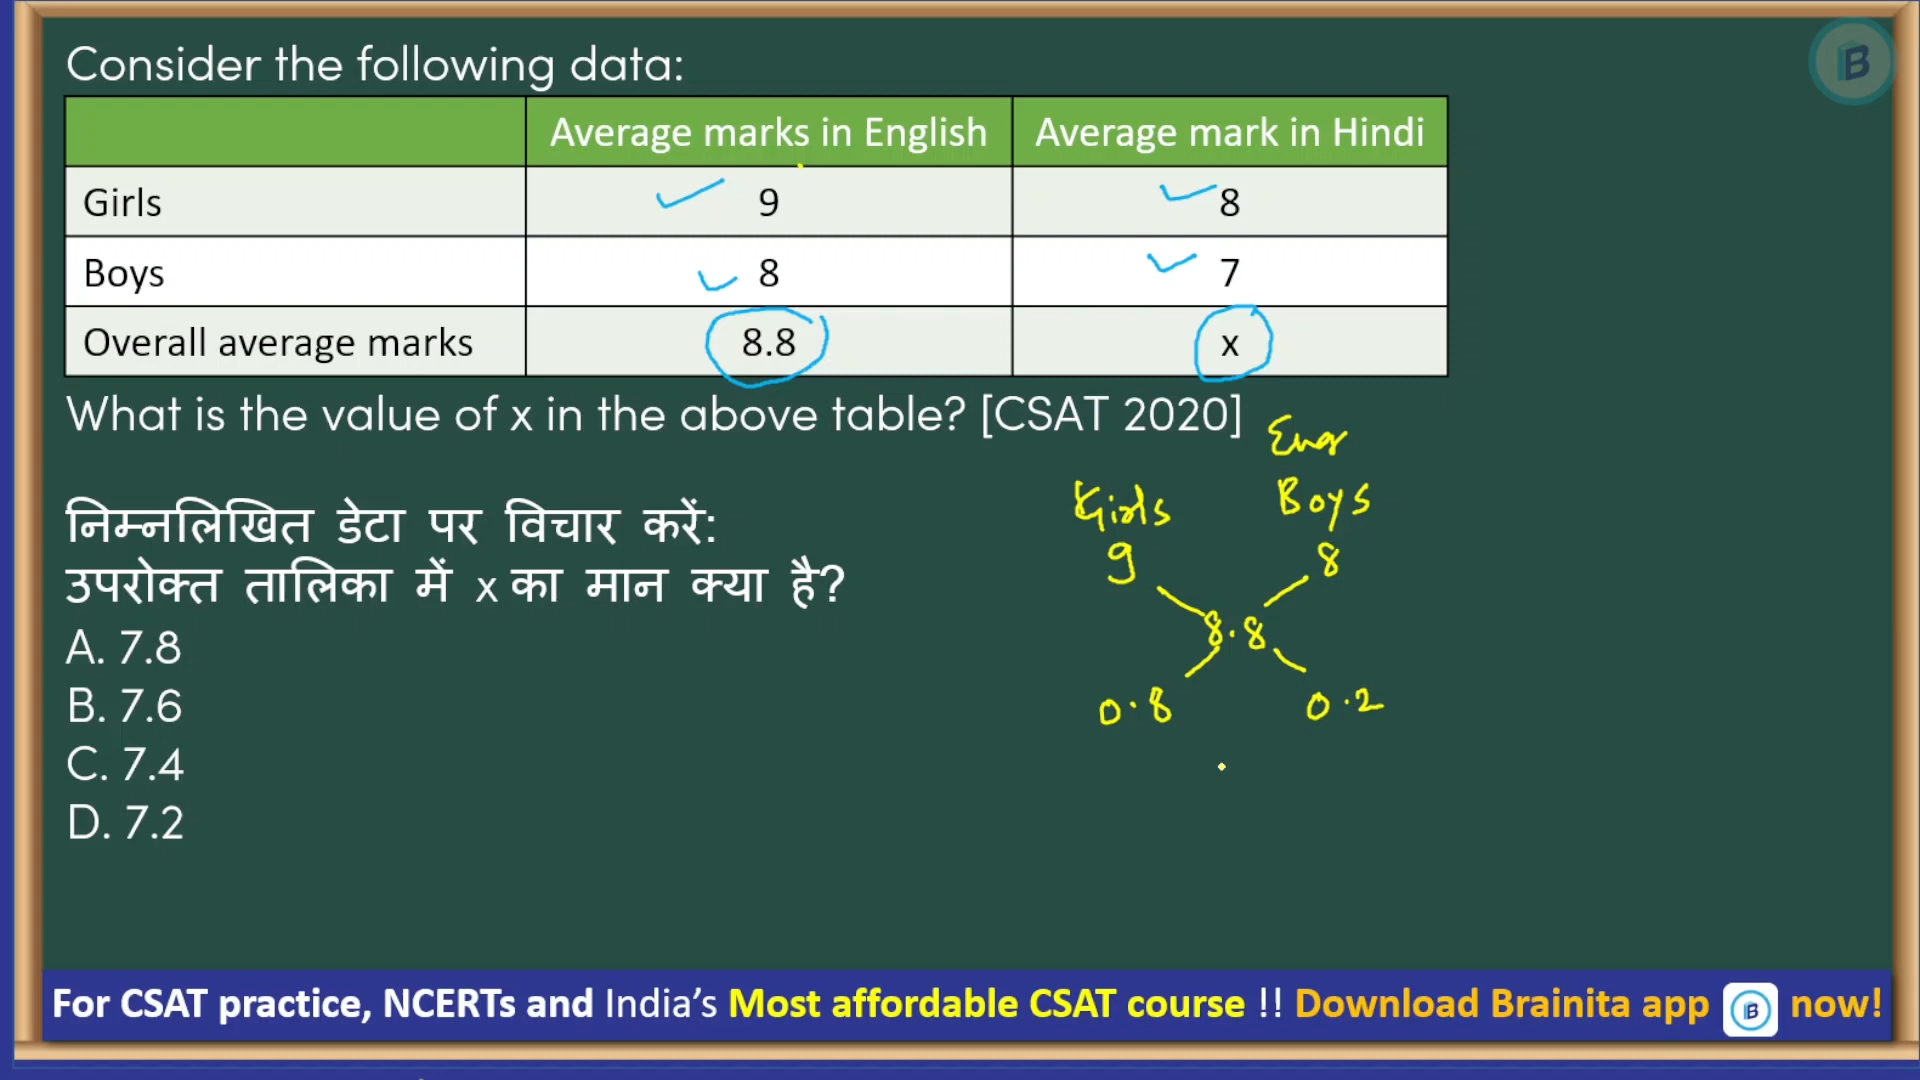 Consider the following data:
Average marks in English Average mark in Hindi
Girls 9 8
Boys 8 7
Overall average marks 8.8 x
What is the value of x in the above table? [CSAT 2020]
Eng
Girls Boys
9 8
8.8
0.8 0.2
निम्नलिखित डेटा पर विचार करें:
उपरोक्त तालिका में x का मान क्या है?
A. 7.8
B. 7.6
C. 7.4
D. 7.2
For CSAT practice, NCERTs and India’s Most affordable CSAT course !! Download Brainita app B now!
B